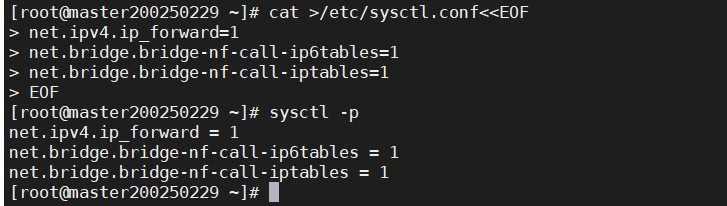 [root@master200250229 ~]# cat >/etc/sysctl.conf<<EOF
> net.ipv4.ip_forward=1
> net.bridge.bridge-nf-call-ip6tables=1
> net.bridge.bridge-nf-call-iptables=1
> EOF
[root@master200250229 ~]# sysctl -p
net.ipv4.ip_forward = 1
net.bridge.bridge-nf-call-ip6tables = 1
net.bridge.bridge-nf-call-iptables = 1
[root@master200250229 ~]#